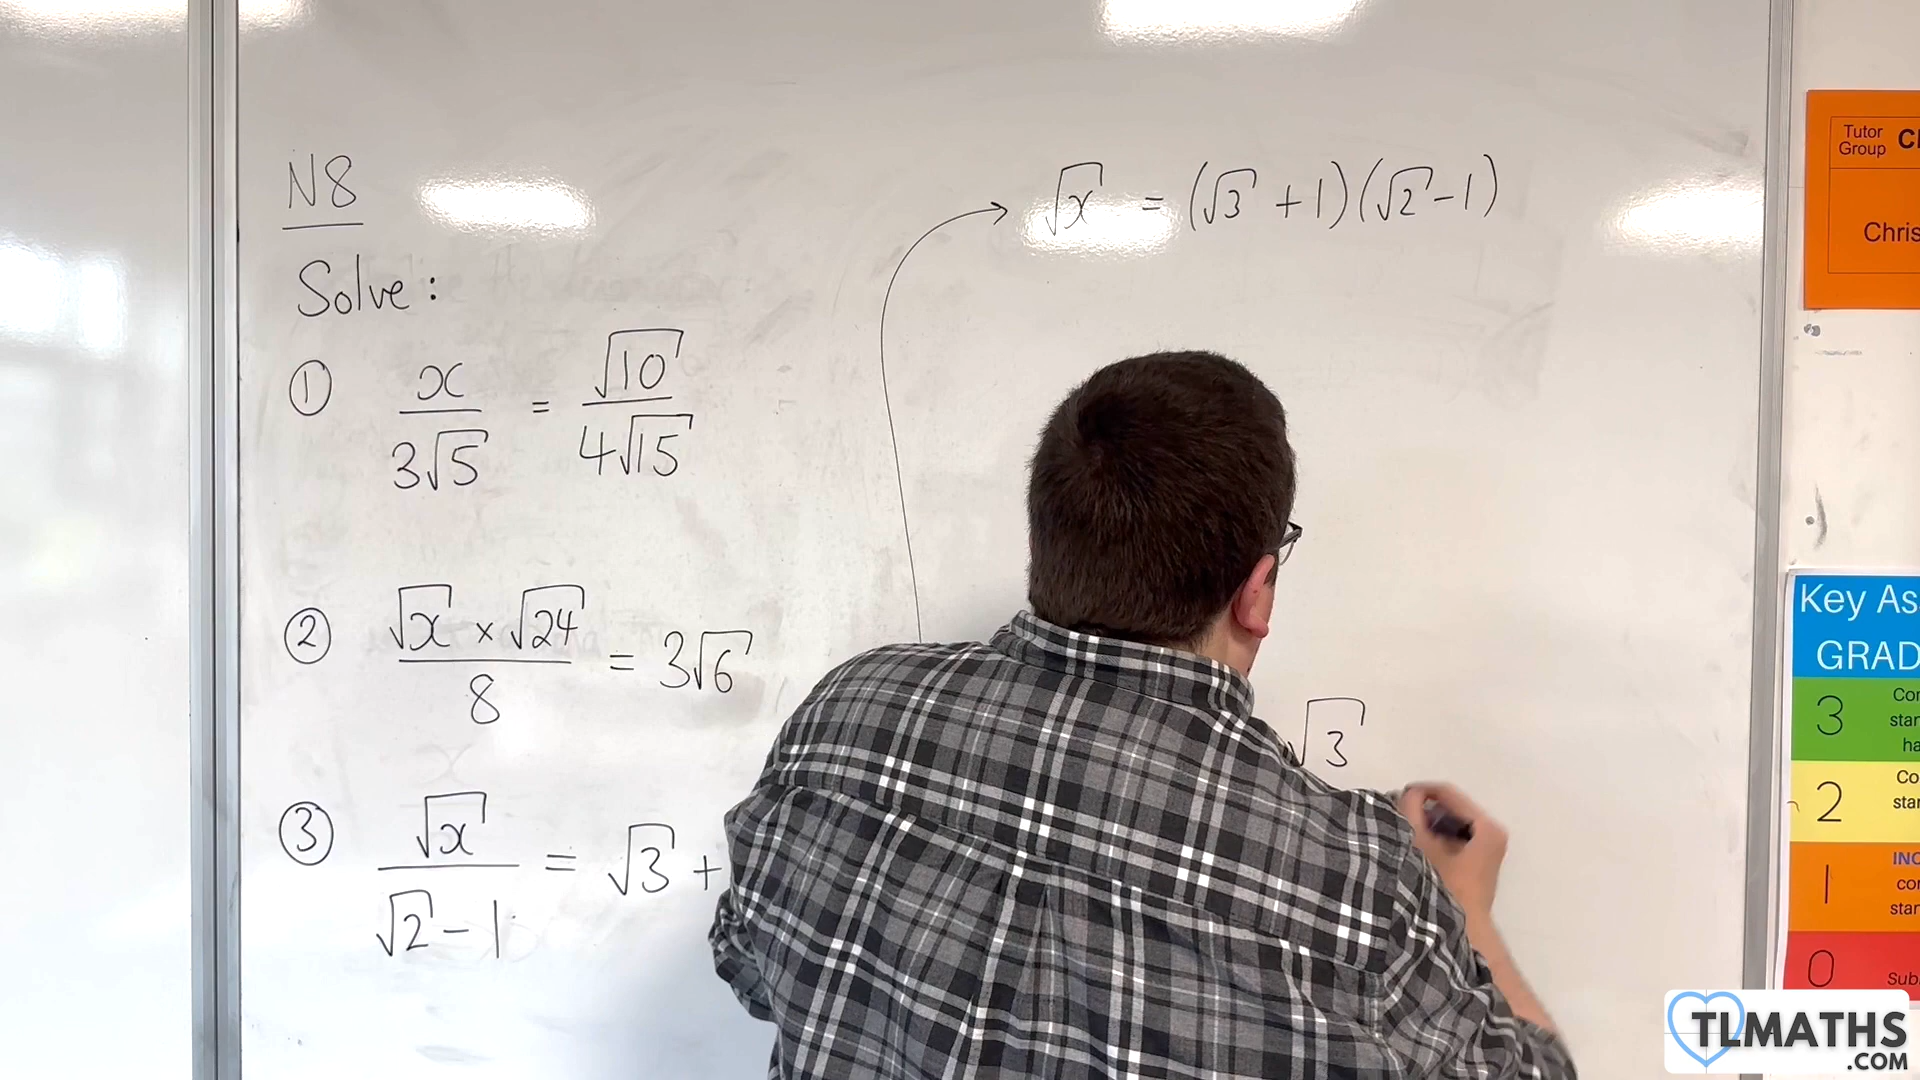 N8
Solve:
① x/(3√5) = √10/(4√15)
② (√x × √24)/8 = 3√6
③ √x/(√2 - 1) = √3 +
√x = (√3 + 1)(√2 - 1)
√3
Tutor
Group
Chris
Key As
GRAD
3
2
1
0
Sub
TLMATHS
.COM